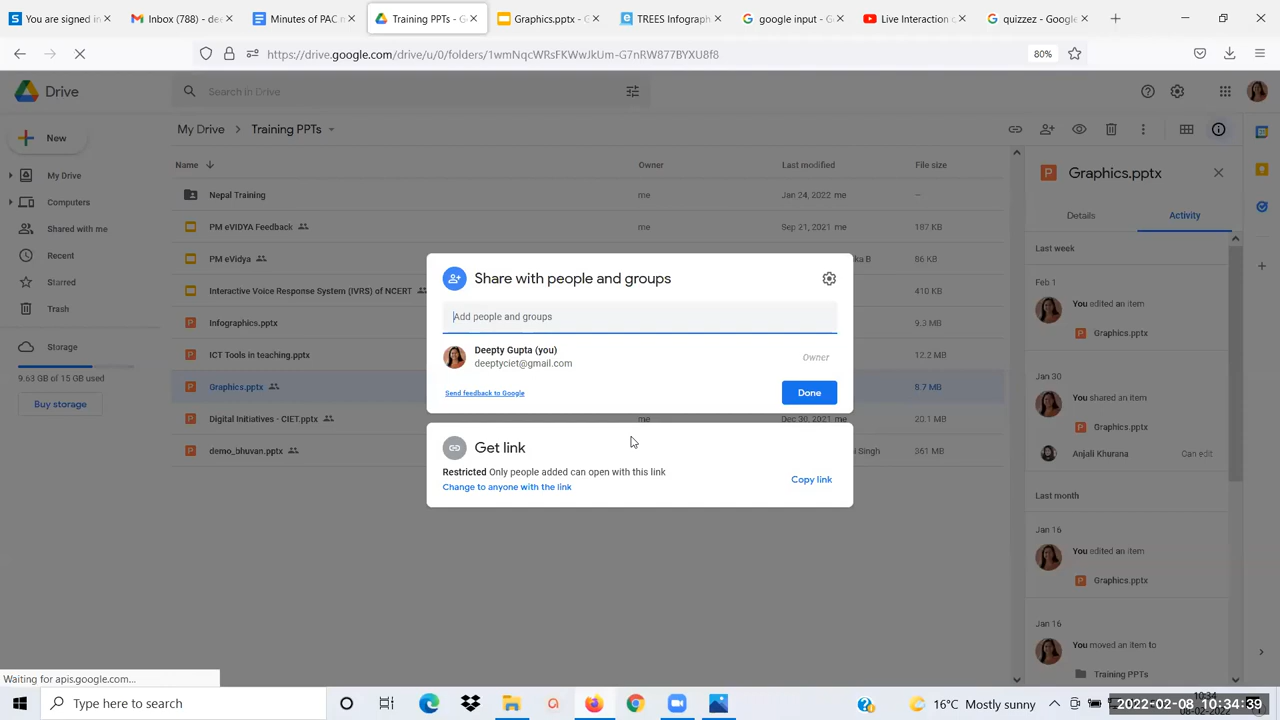 You are signed in
Inbox (788) - dee
Minutes of PAC m
Training PPTs - G
Graphics.pptx - Go
TREES Infograph
google input - G
Live Interaction
quizzez - Google
https://drive.google.com/drive/u/0/folders/1wmNqcWRsFKWwJkUm-G7nRW877BYXU8f8
80%
Drive
Search in Drive
New
My Drive
Training PPTs
Name
Owner
Last modified
File size
My Drive
Computers
Shared with me
Recent
Starred
Trash
Storage
9.63 GB of 15 GB used
Buy storage
Nepal Training
me
Jan 24, 2022 me
–
PM eVIDYA Feedback
me
Sep 21, 2021 me
187 KB
PM eVidya
86 KB
Interactive Voice Response System (IVRS) of NCERT
410 KB
Infographics.pptx
9.3 MB
ICT Tools in teaching.pptx
12.2 MB
Graphics.pptx
8.7 MB
Digital Initiatives - CIET.pptx
me
Dec 30, 2021 me
20.1 MB
demo_bhuvan.pptx
Singh
361 MB
Share with people and groups
Add people and groups
Deepty Gupta (you)
deeptyciet@gmail.com
Owner
Send feedback to Google
Done
Get link
Restricted Only people added can open with this link
Change to anyone with the link
Copy link
Graphics.pptx
Details
Activity
Last week
Feb 1
You edited an item
Graphics.pptx
Jan 30
You shared an item
Graphics.pptx
Anjali Khurana
Can edit
Last month
Jan 16
You edited an item
Graphics.pptx
Jan 16
You moved an item to
Training PPTs
Waiting for apis.google.com...
Type here to search
16°C Mostly sunny
10:34
2022-02-08 10:34:39